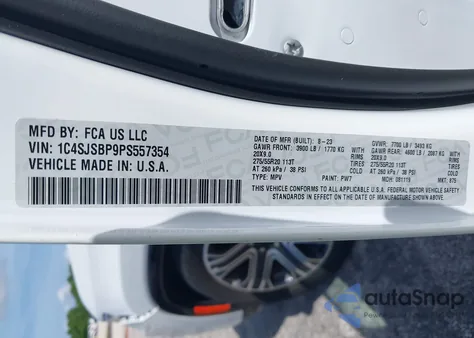 MFD BY: FCA US LLC
VIN: 1C4SJSBP9PS557354
VEHICLE MADE IN: U.S.A.
DATE OF MFR (BUILT): 8-23
GAWR FRONT: 3900 LB / 1770 KG
WITH RIMS
20X9.0
275/55R20 113T
AT 260 kPa / 38 PSI
TYPE: MPV PAINT: PW7
GVWR: 7700 LB / 3493 KG
GAWR REAR: 4600 LB / 2087 KG
WITH RIMS
20X9.0
275/55R20 113T
AT 260 kPa / 38 PSI
MDH: 081119 MKT: 875
THIS VEHICLE CONFORMS TO ALL APPLICABLE U.S.A. FEDERAL MOTOR VEHICLE SAFETY
STANDARDS IN EFFECT ON THE DATE OF MANUFACTURE SHOWN ABOVE.
autoSnap